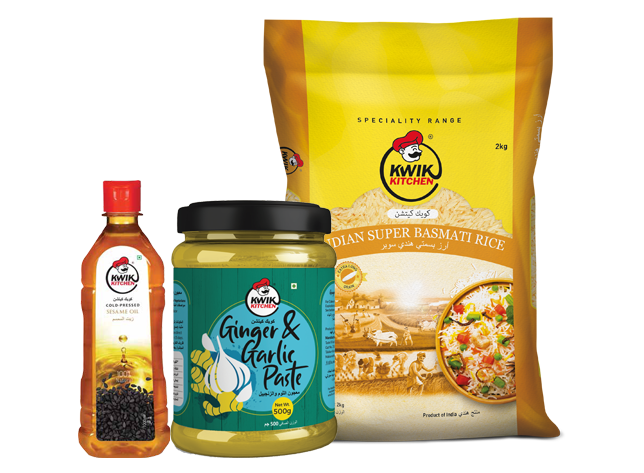 KWIK
KITCHEN
كويك كيتشن
COLD-PRESSED
SESAME OIL
زيت السمسم
KWIK
KITCHEN
كويك كيتشن
Ginger &
Garlic
Paste
معجون الثوم والزنجبيل
Net Wt
500g
SPECIALITY RANGE
2kg
KWIK
KITCHEN
®
كويك كيتشن
DIAN SUPER BASMATI RICE
أرز بسمتي هندي سوبر
2kg
Product of India
منتج هندي